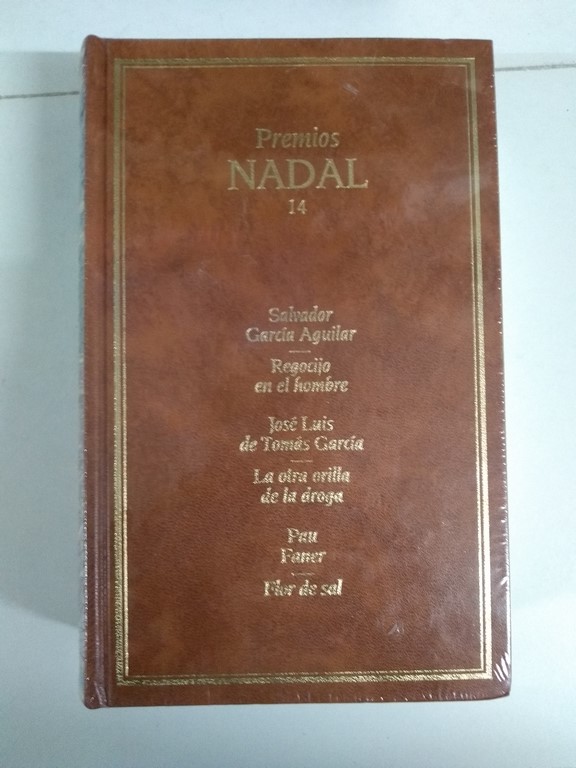 Premios
NADAL
14
Salvador
García Aguilar
Regocijo
en el hombre
José Luis
de Tomás García
La otra orilla
de la droga
Pau
Faner
Flor de sal